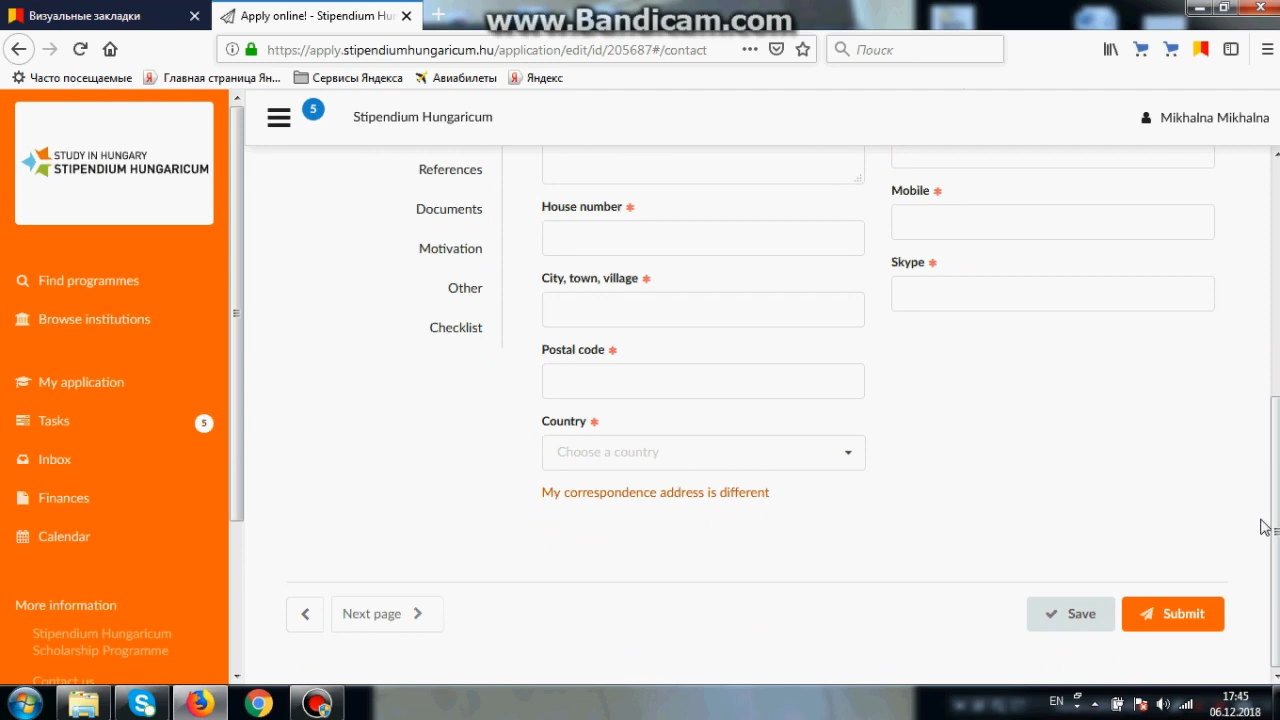 www.Bandicam.com
Визуальные закладки
Apply online! - Stipendium Hu
https://apply.stipendiumhungaricum.hu/application/edit/id/205687#/contact
Поиск
Часто посещаемые
Главная страница Ян...
Сервисы Яндекса
Авиабилеты
Яндекс
STUDY IN HUNGARY
STIPENDIUM HUNGARICUM
5
Stipendium Hungaricum
Mikhalna Mikhalna
Find programmes
Browse institutions
My application
Tasks
5
Inbox
Finances
Calendar
More information
Stipendium Hungaricum
Scholarship Programme
Contact us
References
Documents
Motivation
Other
Checklist
House number *
City, town, village *
Postal code *
Country *
Choose a country
My correspondence address is different
Mobile *
Skype *
Next page
Save
Submit
EN
17:45
06.12.2018